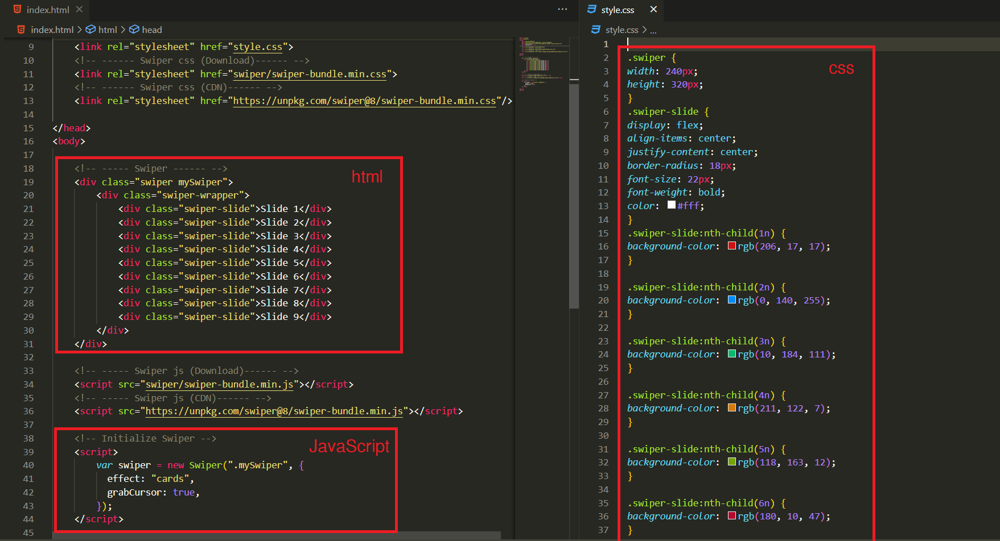 index.html
index.html > html > head
9 <link rel="stylesheet" href="style.css">
10 <!-- ------ Swiper css (Download)------ -->
11 <link rel="stylesheet" href="swiper/swiper-bundle.min.css">
12 <!-- ------ Swiper css (CDN)------ -->
13 <link rel="stylesheet" href="https://unpkg.com/swiper@8/swiper-bundle.min.css"/>
14
15 </head>
16 <body>
17
18 <!-- ----- Swiper ------ -->
html
19 <div class="swiper mySwiper">
20 <div class="swiper-wrapper">
21 <div class="swiper-slide">Slide 1</div>
22 <div class="swiper-slide">Slide 2</div>
23 <div class="swiper-slide">Slide 3</div>
24 <div class="swiper-slide">Slide 4</div>
25 <div class="swiper-slide">Slide 5</div>
26 <div class="swiper-slide">Slide 6</div>
27 <div class="swiper-slide">Slide 7</div>
28 <div class="swiper-slide">Slide 8</div>
29 <div class="swiper-slide">Slide 9</div>
30 </div>
31 </div>
32
33 <!-- ----- Swiper js (Download)------ -->
34 <script src="swiper/swiper-bundle.min.js"></script>
35 <!-- ----- Swiper js (CDN)------ -->
36 <script src="https://unpkg.com/swiper@8/swiper-bundle.min.js"></script>
37
38 <!-- Initialize Swiper -->
JavaScript
39 <script>
40 var swiper = new Swiper(".mySwiper", {
41 effect: "cards",
42 grabCursor: true,
43 });
44 </script>
45
style.css
style.css > ...
1
2 .swiper {
CSS
3 width: 240px;
4 height: 320px;
5 }
6 .swiper-slide {
7 display: flex;
8 align-items: center;
9 justify-content: center;
10 border-radius: 18px;
11 font-size: 22px;
12 font-weight: bold;
13 color: #fff;
14 }
15 .swiper-slide:nth-child(1n) {
16 background-color: rgb(206, 17, 17);
17 }
18
19 .swiper-slide:nth-child(2n) {
20 background-color: rgb(0, 140, 255);
21 }
22
23 .swiper-slide:nth-child(3n) {
24 background-color: rgb(10, 184, 111);
25 }
26
27 .swiper-slide:nth-child(4n) {
28 background-color: rgb(211, 122, 7);
29 }
30
31 .swiper-slide:nth-child(5n) {
32 background-color: rgb(118, 163, 12);
33 }
34
35 .swiper-slide:nth-child(6n) {
36 background-color: rgb(180, 10, 47);
37 }